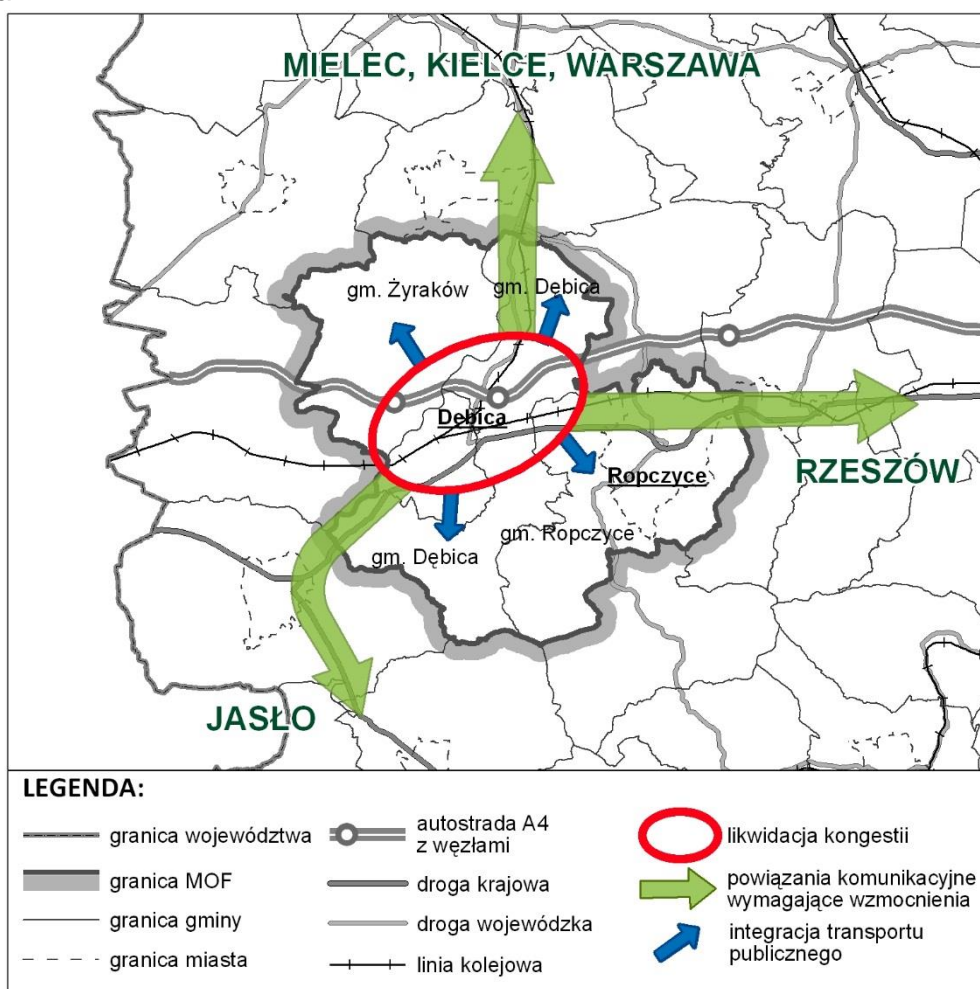 MIELEC, KIELCE, WARSZAWA
gm. Żyraków
gm. Dębica
Dębica
RZESZÓW
Ropczyce
gm. Ropczyce
gm. Dębica
JASŁO
LEGENDA:
granica województwa
granica MOF
granica gminy
granica miasta
autostrada A4
z węzłami
droga krajowa
droga wojewódzka
linia kolejowa
likwidacja kongestii
powiązania komunikacyjne
wymagające wzmocnienia
integracja transportu
publicznego